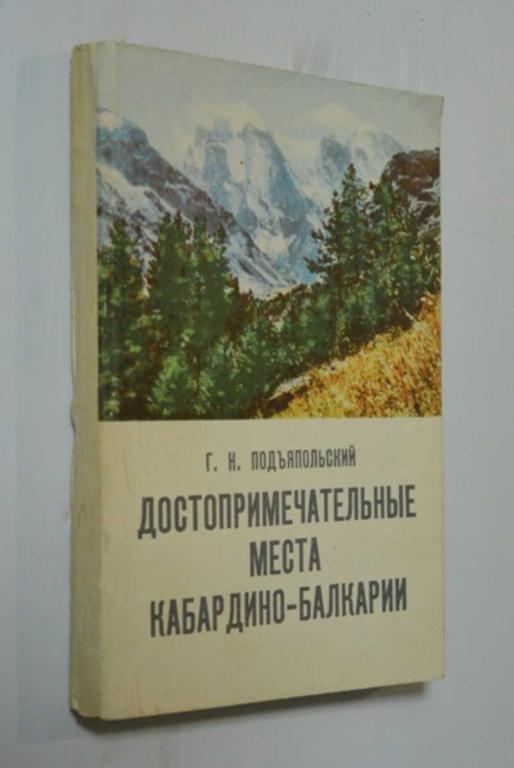 Г. Н. ПОДЪЯПОЛЬСКИЙ
ДОСТОПРИМЕЧАТЕЛЬНЫЕ
МЕСТА
КАБАРДИНО-БАЛКАРИИ